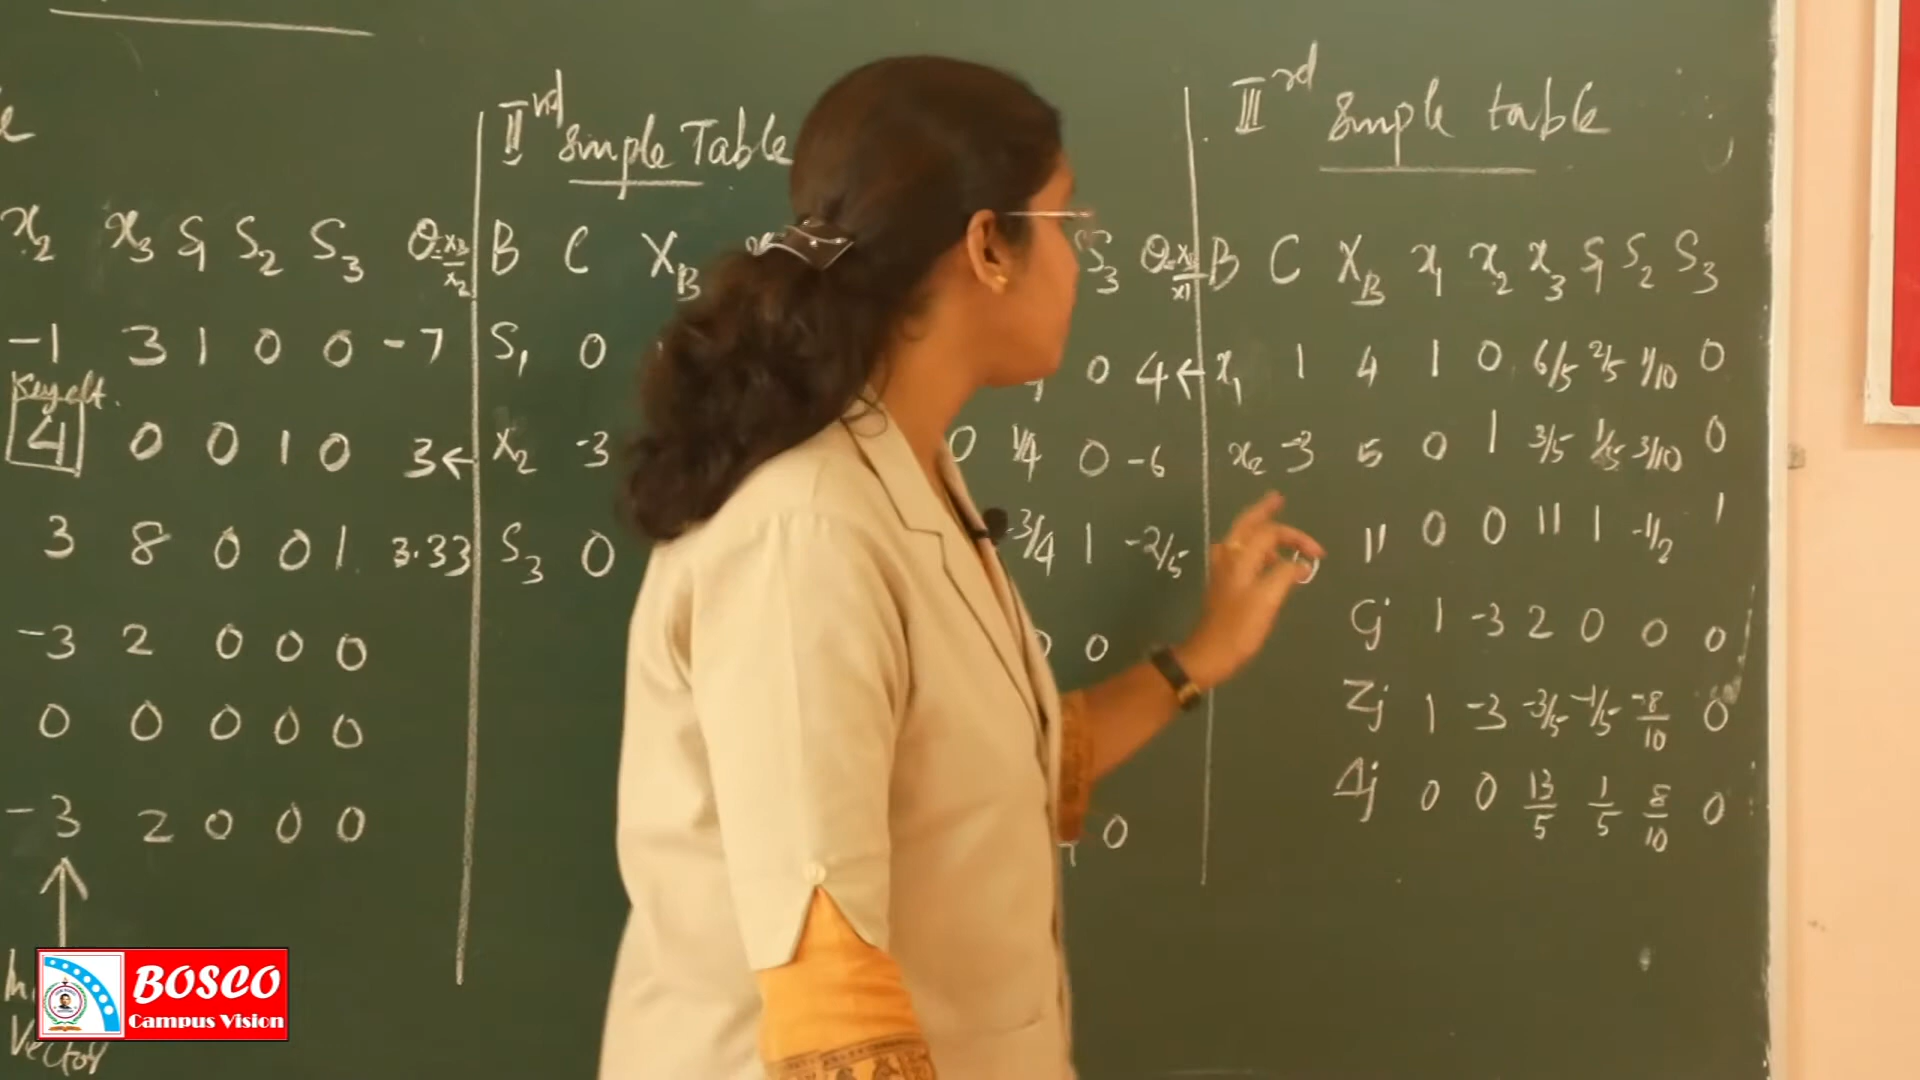 x2 x3 S1 S2 S3 θ=XB/x2
-1 3 1 0 0 -7
Key elt.
4 0 0 1 0 3←
3 8 0 0 1 3.33
-3 2 0 0 0
0 0 0 0 0
-3 2 0 0 0
Vector
IInd Simple Table
B C XB S3 θ=XB/x1
S1 0 0 4←
X2 -3 0 1/4 0 -6
S3 0 -3/4 1 -2/5
0
0
IIIrd Simple table
B C XB x1 x2 x3 S1 S2 S3
x1 1 4 1 0 6/5 2/5 1/10 0
x2 -3 5 0 1 3/5 1/5 3/10 0
11 0 0 11 1 -1/2 1
Cj 1 -3 2 0 0 0
Zj 1 -3 -3/5 -1/5 -8/10 0
Δj 0 0 13/5 1/5 8/10 0
BOSCO
Campus Vision